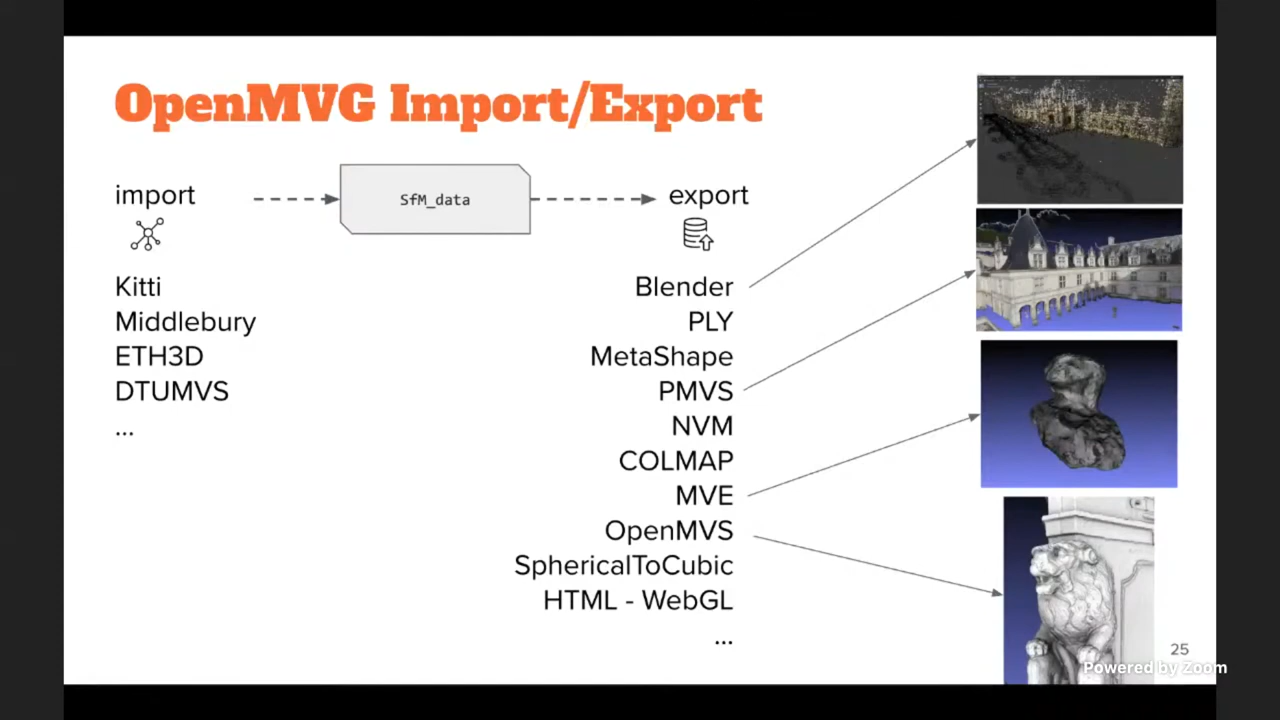 OpenMVG Import/Export
import
SfM_data
export
Kitti
Middlebury
ETH3D
DTUMVS
...
Blender
PLY
MetaShape
PMVS
NVM
COLMAP
MVE
OpenMVS
SphericalToCubic
HTML - WebGL
...
25
Powered by Zoom